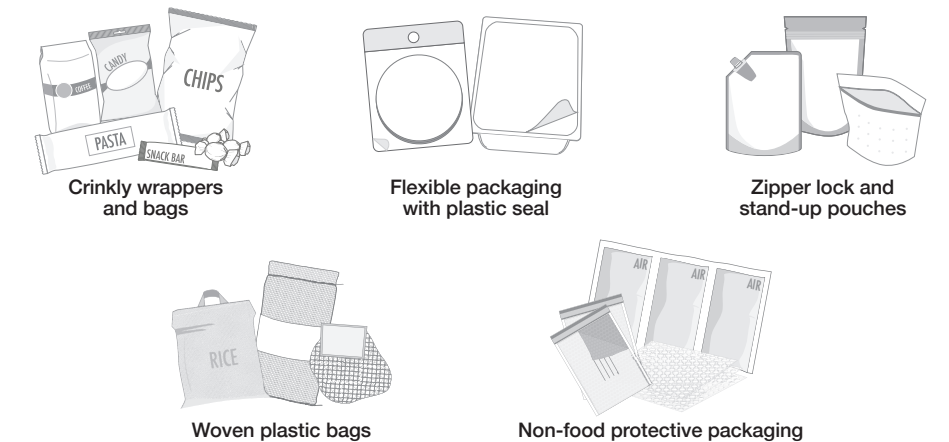 COFFEE
CANDY
CHIPS
PASTA
SNACK BAR
Crinkly wrappers
and bags
Flexible packaging
with plastic seal
Zipper lock and
stand-up pouches
RICE
AIR
AIR
AIR
Woven plastic bags
Non-food protective packaging